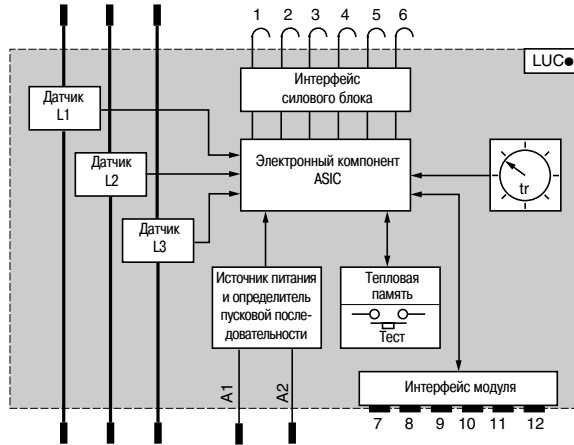 1 2 3 4 5 6
LUC●
Интерфейс
силового блока
Датчик
L1
Электронный компонент
ASIC
Датчик
L2
tr
Датчик
L3
Источник питания
и определитель
пусковой после-
довательности
Тепловая
память
Тест
A1
A2
Интерфейс модуля
7 8 9 10 11 12